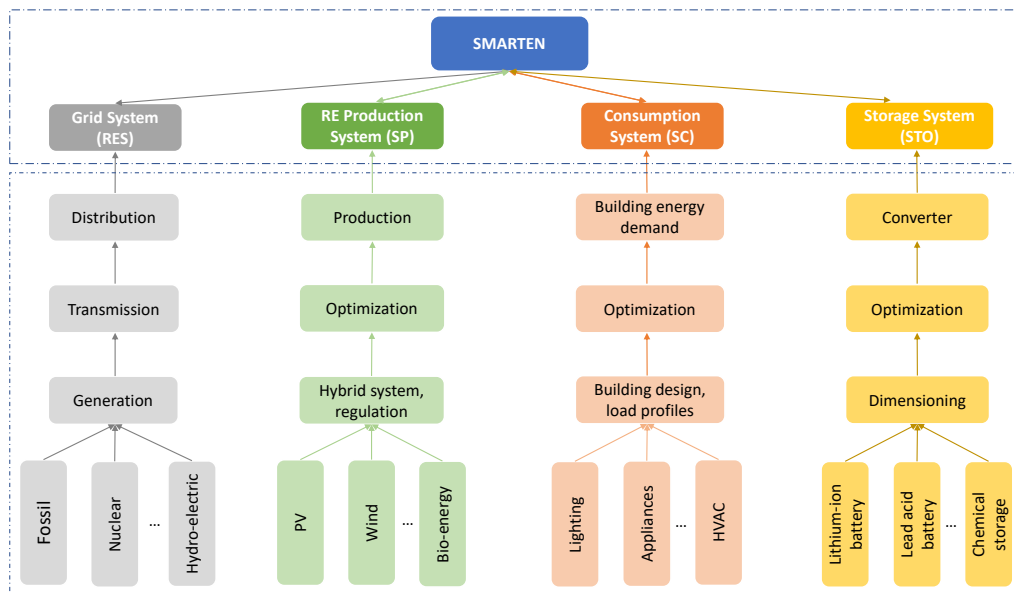 SMARTEN
Grid System
(RES)
RE Production
System (SP)
Consumption
System (SC)
Storage System
(STO)
Distribution
Production
Building energy
demand
Converter
Transmission
Optimization
Optimization
Optimization
Generation
Hybrid system,
regulation
Building design,
load profiles
Dimensioning
Fossil
Nuclear
...
Hydro-electric
PV
Wind
...
Bio-energy
Lighting
Appliances
...
HVAC
Lithium-ion
battery
Lead acid
battery
...
Chemical
storage